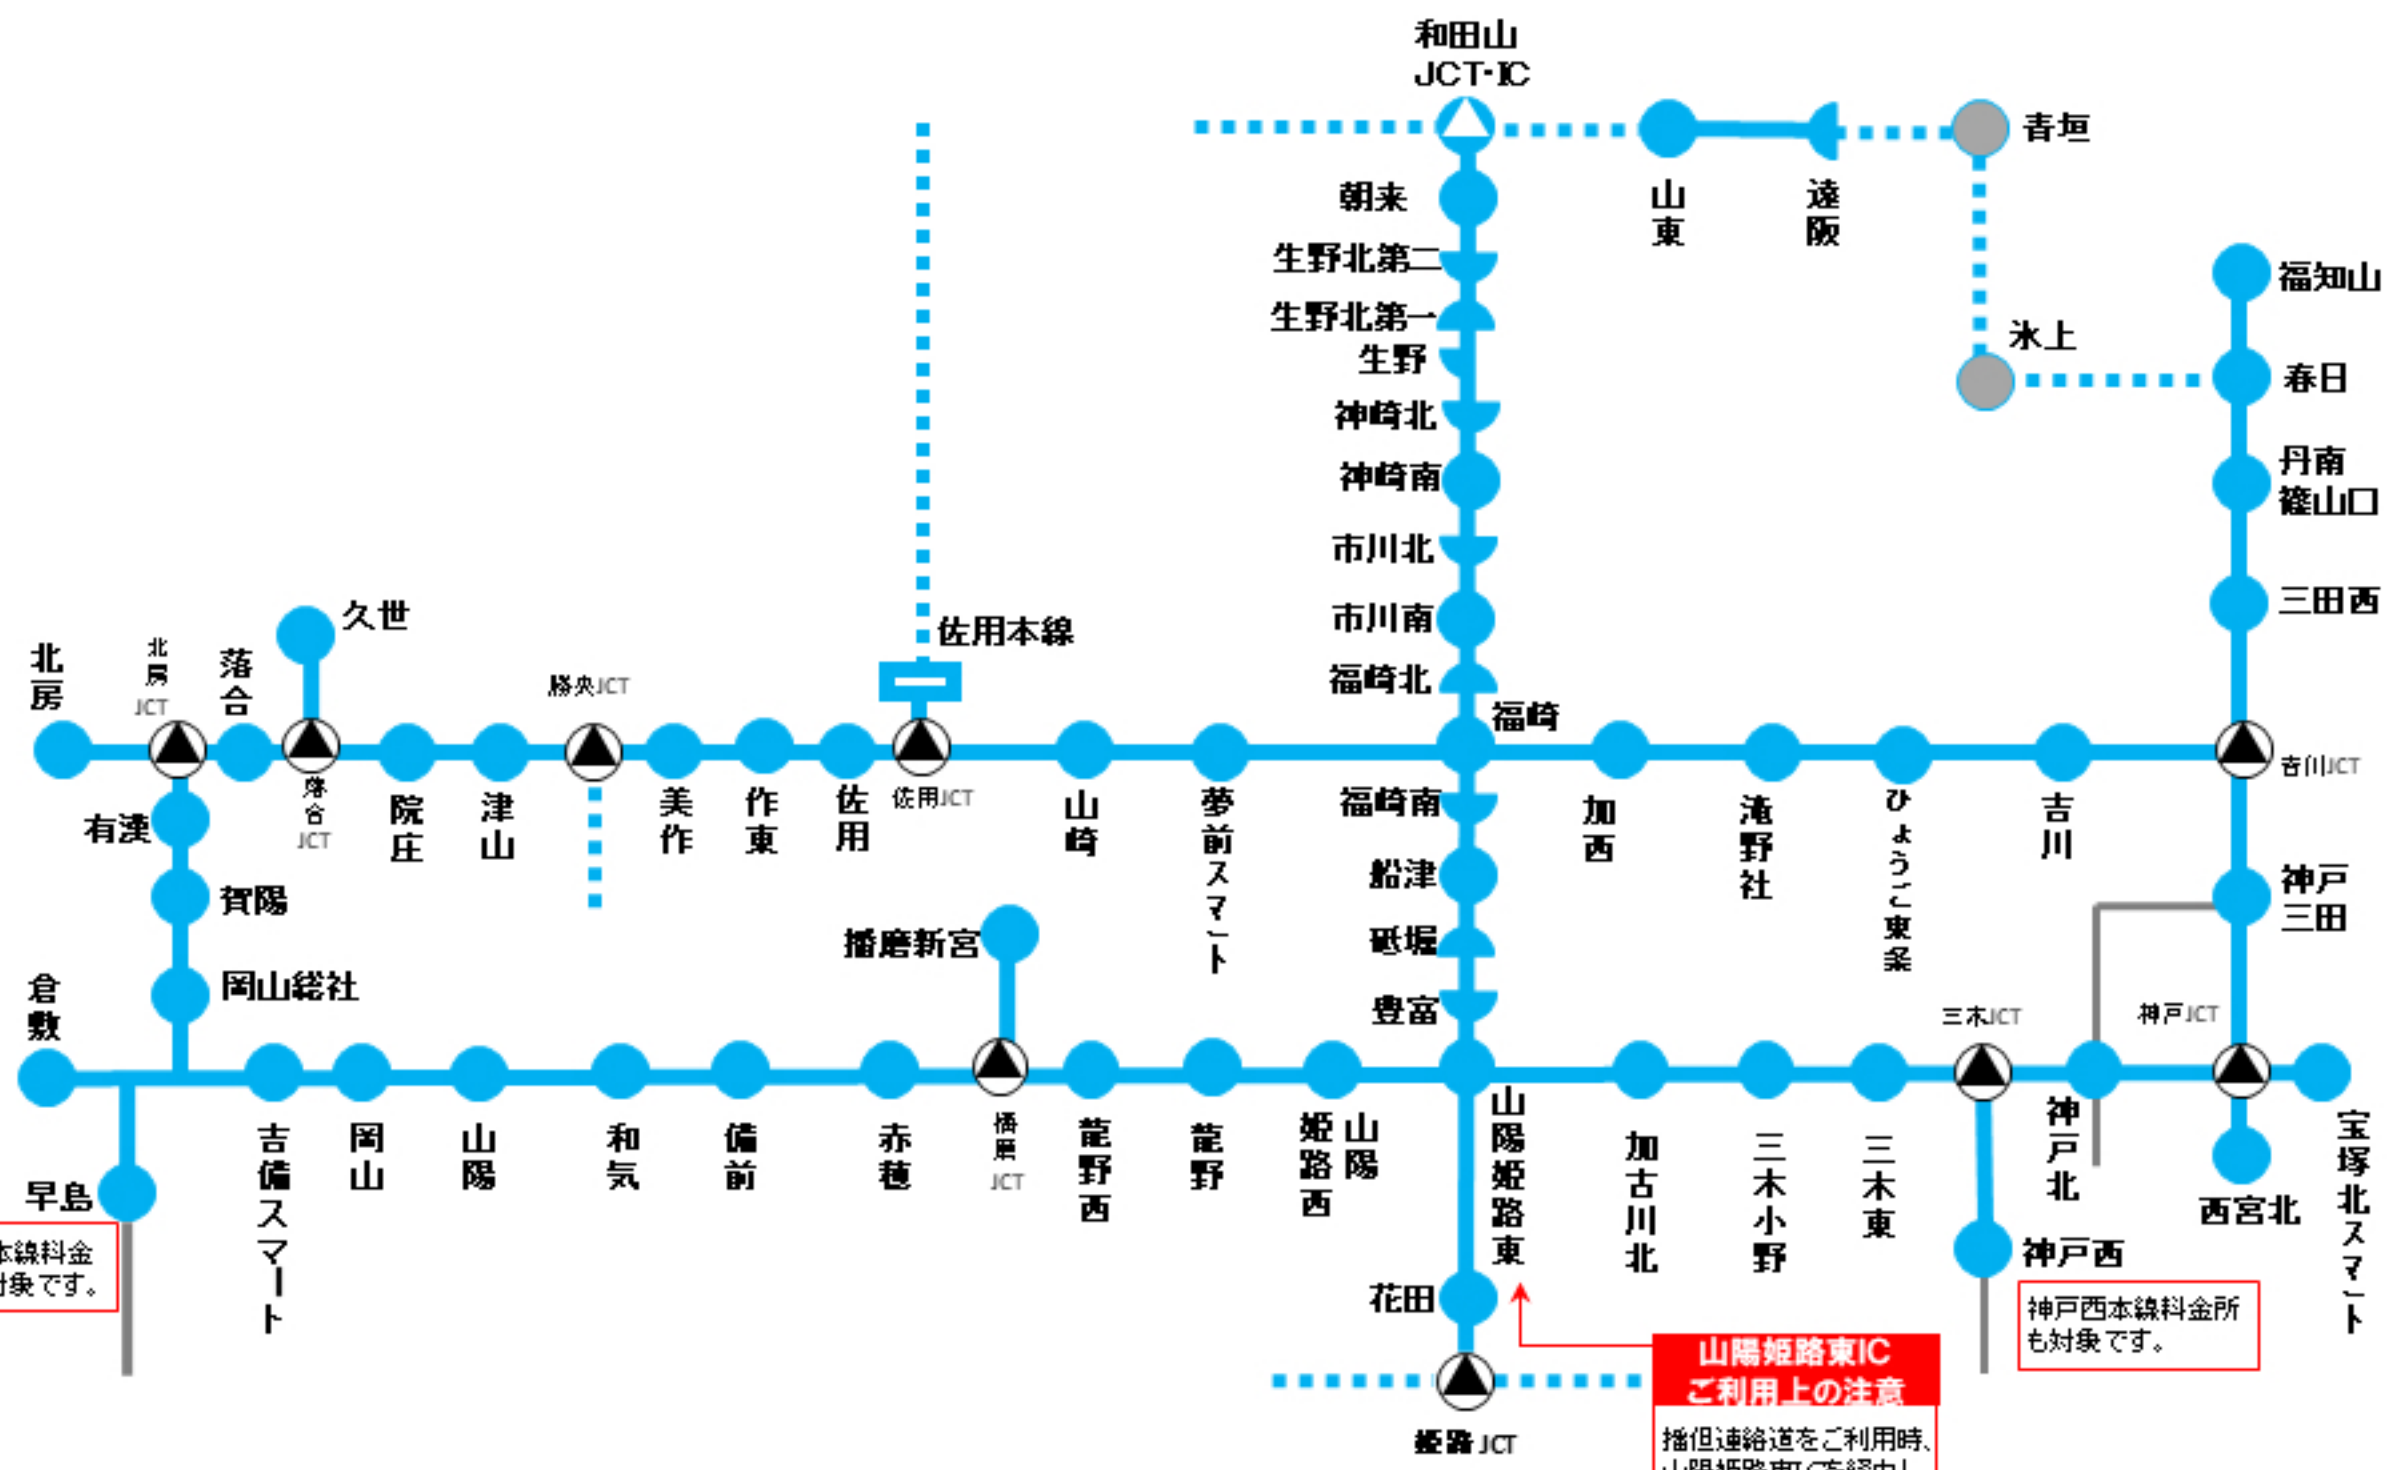 和田山
JCT・IC
青垣
朝来
山東
遠阪
生野北第二
福知山
生野北第一
氷上
生野
春日
神崎北
丹南
篠山口
神崎南
市川北
三田西
久世
市川南
佐用本線
北房
北房
JCT
落合
勝央JCT
福崎北
福崎
吉川JCT
落合
JCT
院庄
津山
美作
作東
佐用
佐用JCT
山崎
夢前スマート
福崎南
加西
滝野社
ひょうご東条
吉川
有漢
船津
神戸
三田
賀陽
播磨新宮
砥堀
岡山総社
倉敷
豊富
三木JCT
神戸JCT
吉備スマート
岡山
山陽
和気
備前
赤穂
播磨
JCT
龍野西
龍野
山陽
姫路西
山陽姫路東
加古川北
三木小野
三木東
神戸北
西宮北
宝塚北スマート
早島
本線料金
対象です。
花田
神戸西
神戸西本線料金所
も対象です。
山陽姫路東IC
ご利用上の注意
姫路JCT
播但連絡道をご利用時、